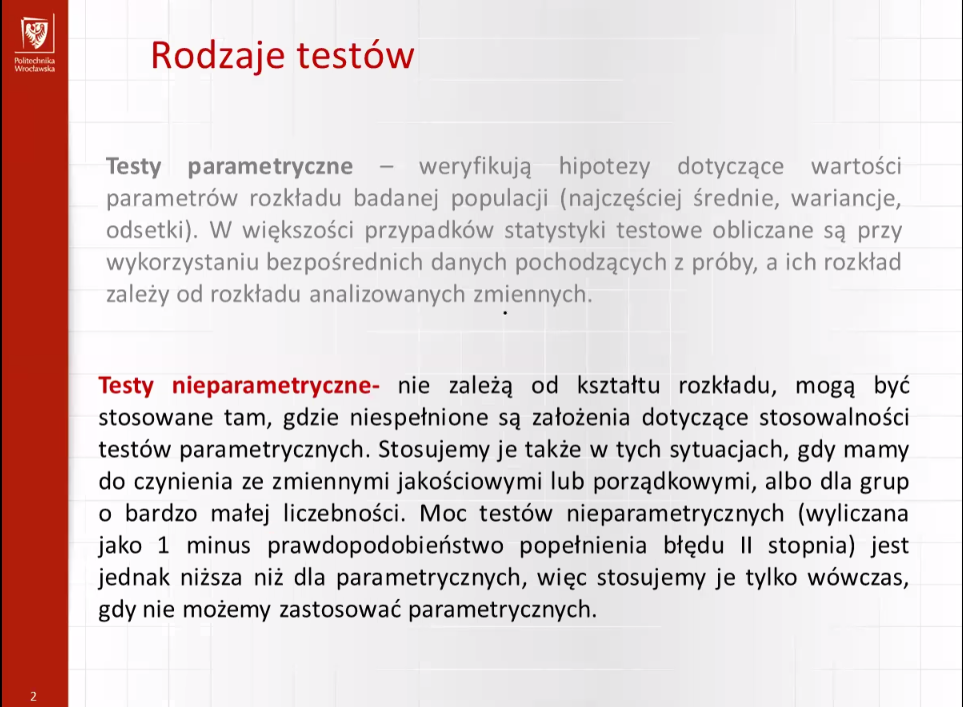 Politechnika
Wrocławska
Rodzaje testów
Testy parametryczne – weryfikują hipotezy dotyczące wartości
parametrów rozkładu badanej populacji (najczęściej średnie, wariancje,
odsetki). W większości przypadków statystyki testowe obliczane są przy
wykorzystaniu bezpośrednich danych pochodzących z próby, a ich rozkład
zależy od rozkładu analizowanych zmiennych.
Testy nieparametryczne- nie zależą od kształtu rozkładu, mogą być
stosowane tam, gdzie niespełnione są założenia dotyczące stosowalności
testów parametrycznych. Stosujemy je także w tych sytuacjach, gdy mamy
do czynienia ze zmiennymi jakościowymi lub porządkowymi, albo dla grup
o bardzo małej liczebności. Moc testów nieparametrycznych (wyliczana
jako 1 minus prawdopodobieństwo popełnienia błędu II stopnia) jest
jednak niższa niż dla parametrycznych, więc stosujemy je tylko wówczas,
gdy nie możemy zastosować parametrycznych.
2